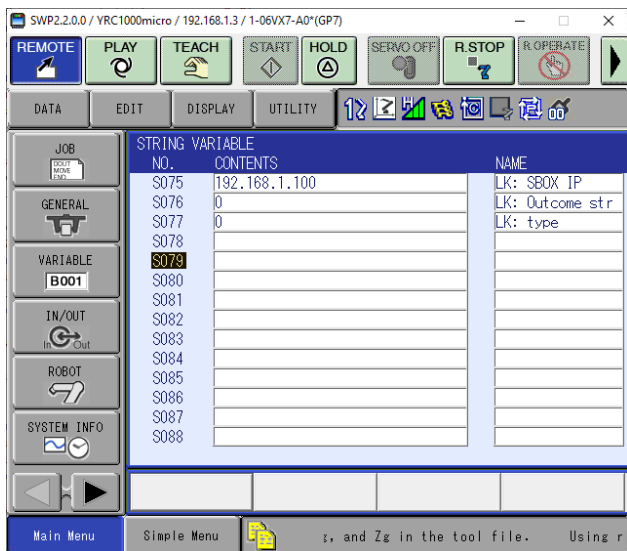 SWP2.2.0.0 / YRC1000micro / 192.168.1.3 / 1-06VX7-A0*(GP7)
REMOTE PLAY TEACH START HOLD SERVO OFF R.STOP R.OPERATE
DATA EDIT DISPLAY UTILITY
JOB
DOUT
MOVE
END
GENERAL
VARIABLE
B001
IN/OUT
In Out
ROBOT
SYSTEM INFO
STRING VARIABLE
NO. CONTENTS NAME
S075 192.168.1.100 LK: SBOX IP
S076 0 LK: Outcome str
S077 0 LK: type
S078
S079
S080
S081
S082
S083
S084
S085
S086
S087
S088
Main Menu Simple Menu , and Zg in the tool file. Using r